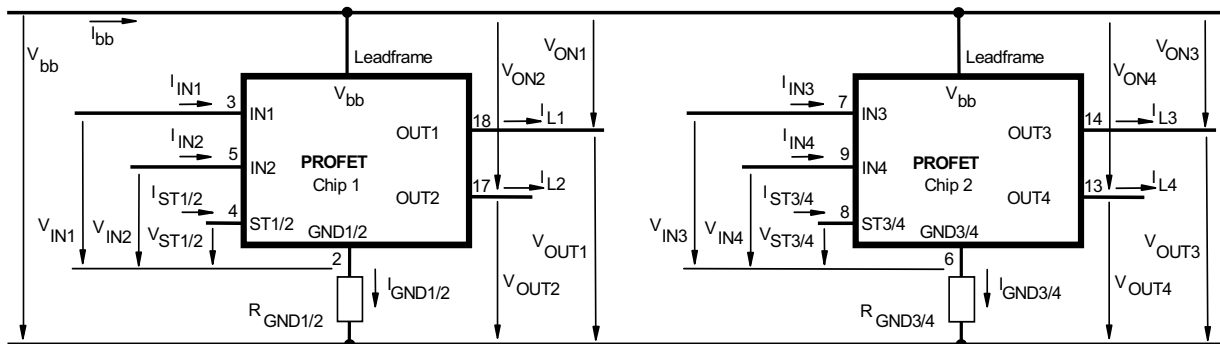 I bb
V bb
Leadframe
V ON2
V ON1
I IN1
3
IN1
V bb
18
I L1
OUT1
I IN2
5
IN2
PROFET
Chip 1
17
I L2
OUT2
I ST1/2
4
ST1/2
GND1/2
V IN1
V IN2
V ST1/2
2
V OUT1
V OUT2
I GND1/2
R GND1/2
Leadframe
V ON4
V ON3
I IN3
7
IN3
V bb
14
I L3
OUT3
I IN4
9
IN4
PROFET
Chip 2
13
I L4
OUT4
I ST3/4
8
ST3/4
GND3/4
V IN3
V IN4
V ST3/4
6
V OUT3
V OUT4
I GND3/4
R GND3/4